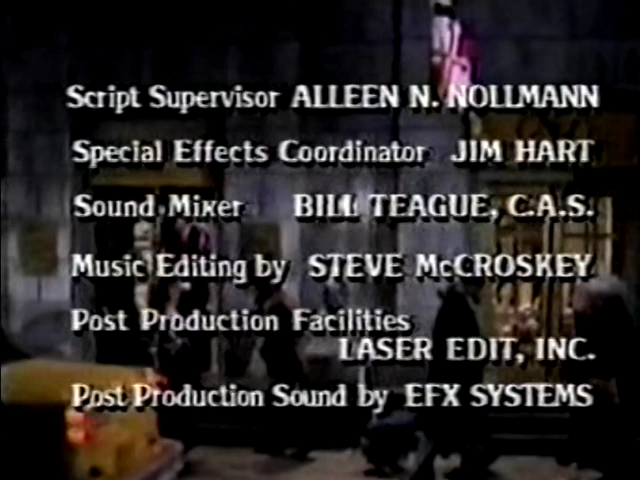 Script Supervisor ALLEEN N. NOLLMANN
Special Effects Coordinator JIM HART
Sound Mixer BILL TEAGUE, C.A.S.
Music Editing by STEVE McCROSKEY
Post Production Facilities
LASER EDIT, INC.
Post Production Sound by EFX SYSTEMS